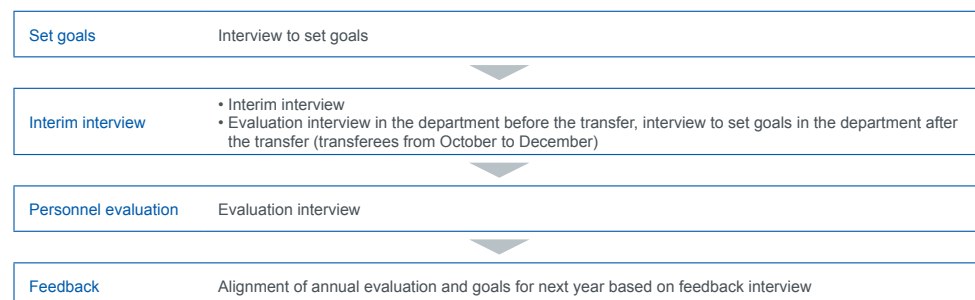 Set goals Interview to set goals
Interim interview
• Interim interview
• Evaluation interview in the department before the transfer, interview to set goals in the department after
the transfer (transferees from October to December)
Personnel evaluation Evaluation interview
Feedback Alignment of annual evaluation and goals for next year based on feedback interview